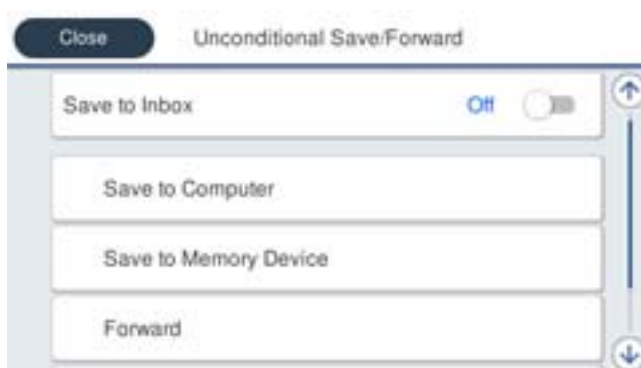 Close Unconditional Save/Forward
Save to Inbox Off
Save to Computer
Save to Memory Device
Forward